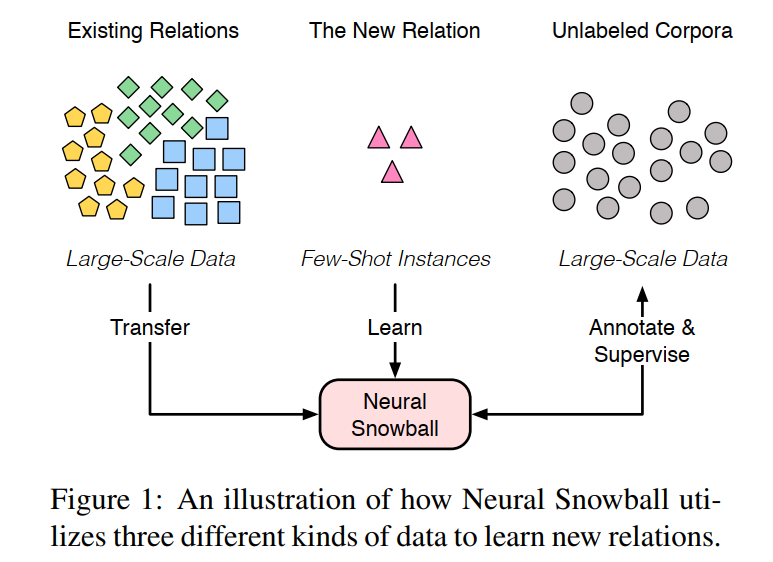 Existing Relations
The New Relation
Unlabeled Corpora
Large-Scale Data
Few-Shot Instances
Large-Scale Data
Transfer
Learn
Annotate &
Supervise
Neural
Snowball
Figure 1: An illustration of how Neural Snowball uti-
lizes three different kinds of data to learn new relations.